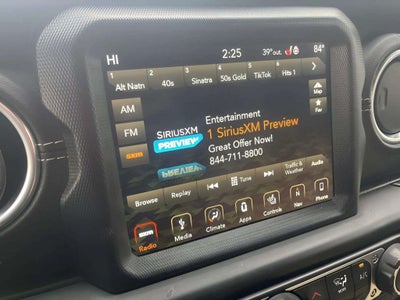 HI 2:25 39°out. 84°
1 2 3 4 5 6
Alt Natn 40s Sinatra 50s Gold TikTok Hits 1
AM
FM
SXM
Map
Fav
SIRIUSXM
PREVIEW
Entertainment
1 SiriusXM Preview
Great Offer Now!
844-711-8800
Browse Replay Tune Traffic & Weather Audio
Radio Media Climate Apps Controls Nav Phone
A/C